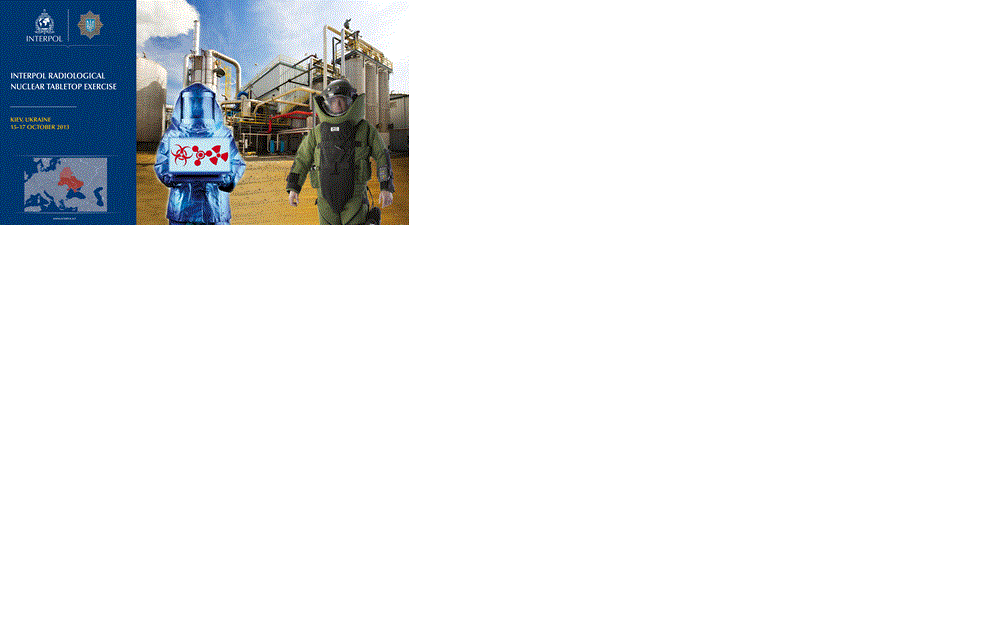 INTERPOL
INTERPOL RADIOLOGICAL
NUCLEAR TABLETOP EXERCISE
KIEV, UKRAINE
15-17 OCTOBER 2013